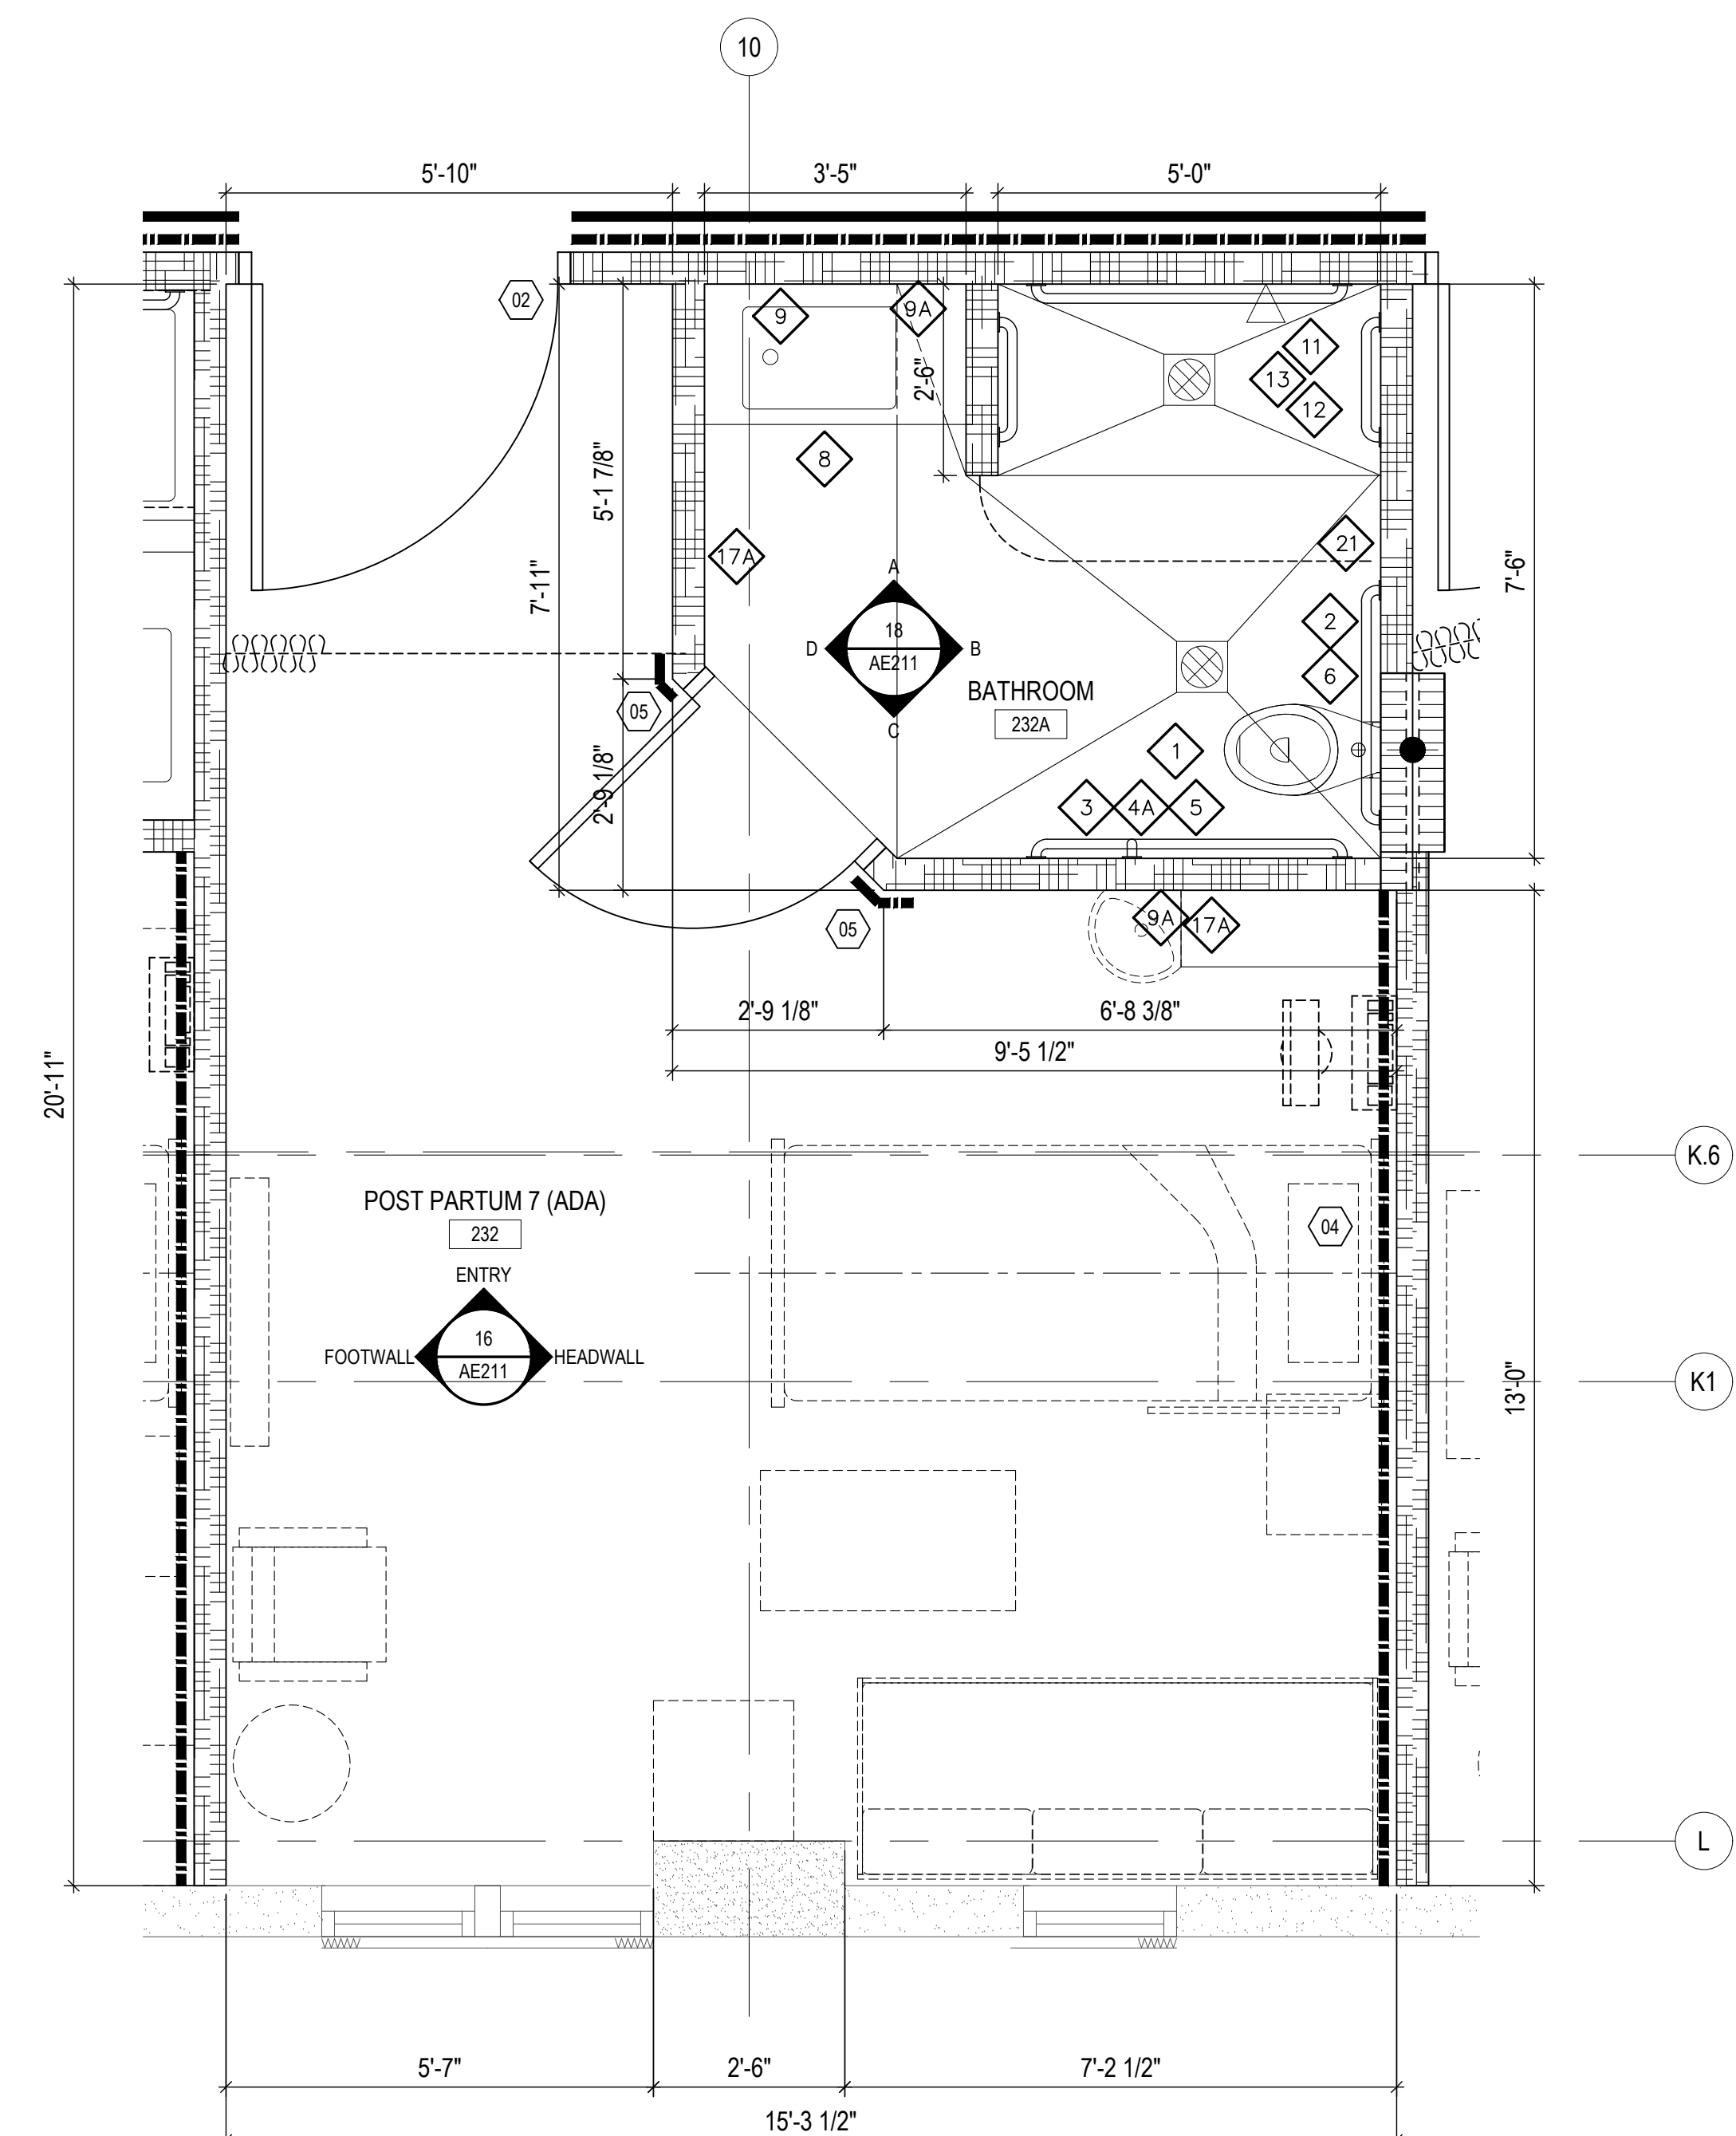 10
5'-10"
3'-5"
5'-0"
02
9
9A
2'-6"
11
13
12
8
5'-1 7/8"
17A
21
7'-11"
7'-6"
A
2
18
D
B
AE211
6
BATHROOM
05
232A
C
1
2'-9 1/8"
3
4A
5
9A
17A
05
2'-9 1/8"
6'-8 3/8"
9'-5 1/2"
20'-11"
K.6
POST PARTUM 7 (ADA)
232
04
ENTRY
16
FOOTWALL
HEADWALL
AE211
K1
13'-0"
L
5'-7"
2'-6"
7'-2 1/2"
15'-3 1/2"